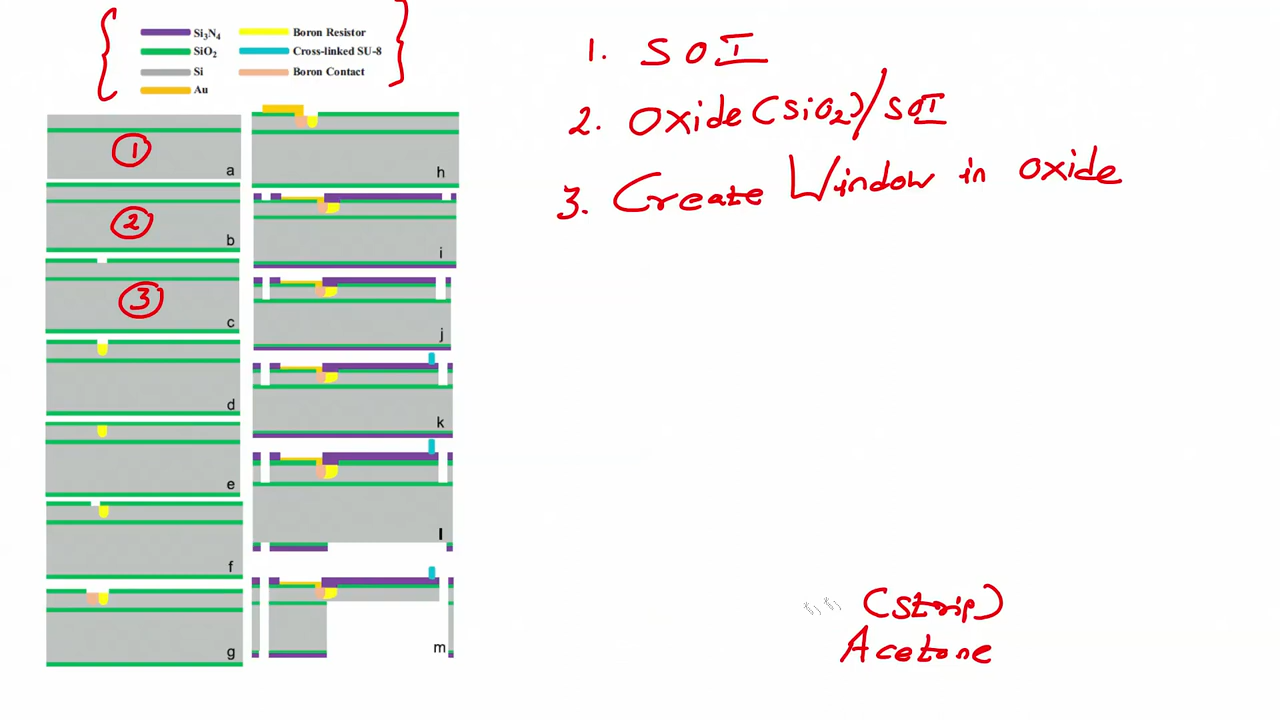 Si₃N₄ Boron Resistor
SiO₂ Cross-linked SU-8
Si Boron Contact
Au
1
a
2
b
3
c
d
e
f
g
h
i
j
k
l
m
1. SOI
2. Oxide (SiO₂)/SOI
3. Create Window in oxide
(Strip)
Acetone